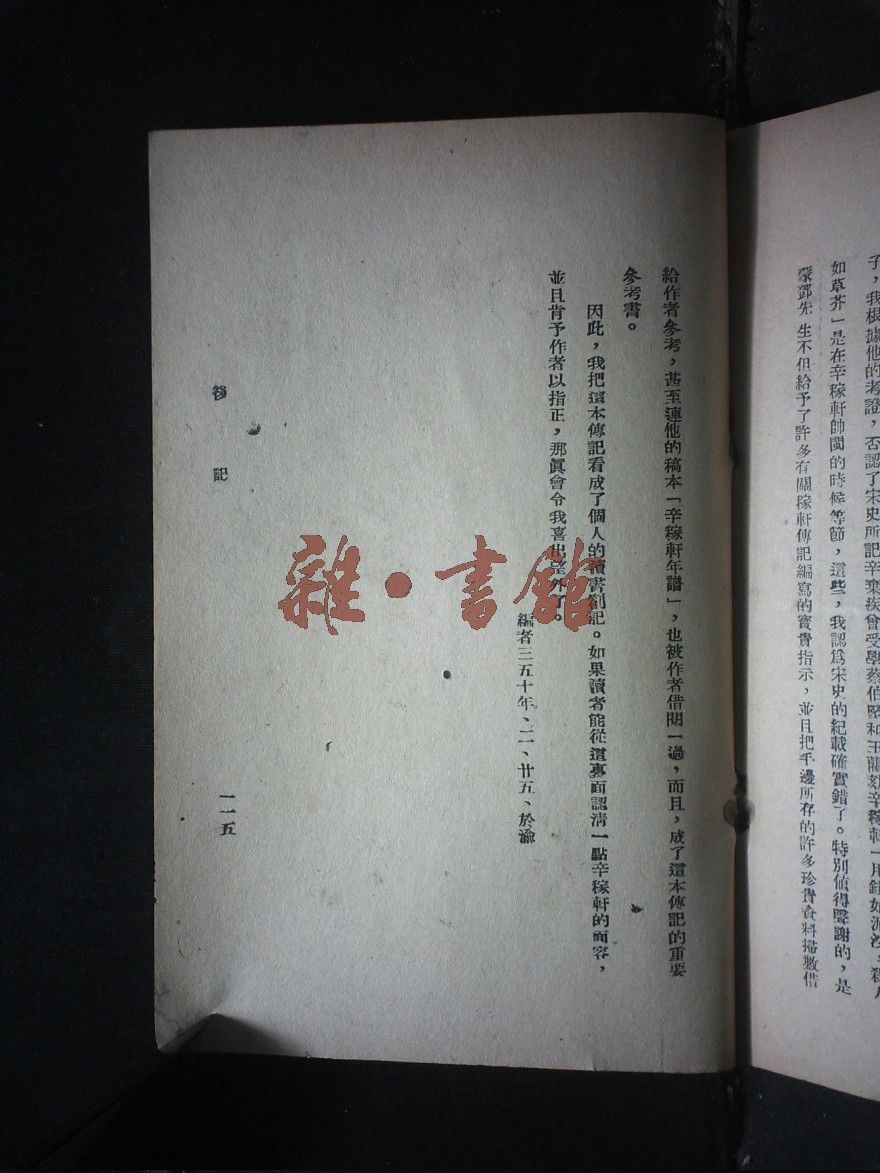 子，我根據他的考證，否認了宋史所記辛棄疾曾受學蔡伯堅和王龍刻辛稼軒「用錢如泥沙，殺人
如草芥」是在辛稼軒帥閩的時候等節，這些，我認爲宋史的紀載確實錯了。特別値得聲謝的，是
蒙鄧先生不但給予了許多有關稼軒傳記編寫的寶貴指示，並且把手邊所存的許多珍貴資料掃數借
給作者參考，甚至連他的稿本「辛稼軒年譜」，也被作者借閱一過，而且，成了這本傳記的重要
參考書。
因此，我把這本傳記看成了個人的讀書劄記。如果讀者能從這裏面認清一點辛稼軒的面容，
並且肯予作者以指正，那眞會令我喜出望外了。
編者三五十年、二、廿五、於渝
後記
一一五
雜·書館